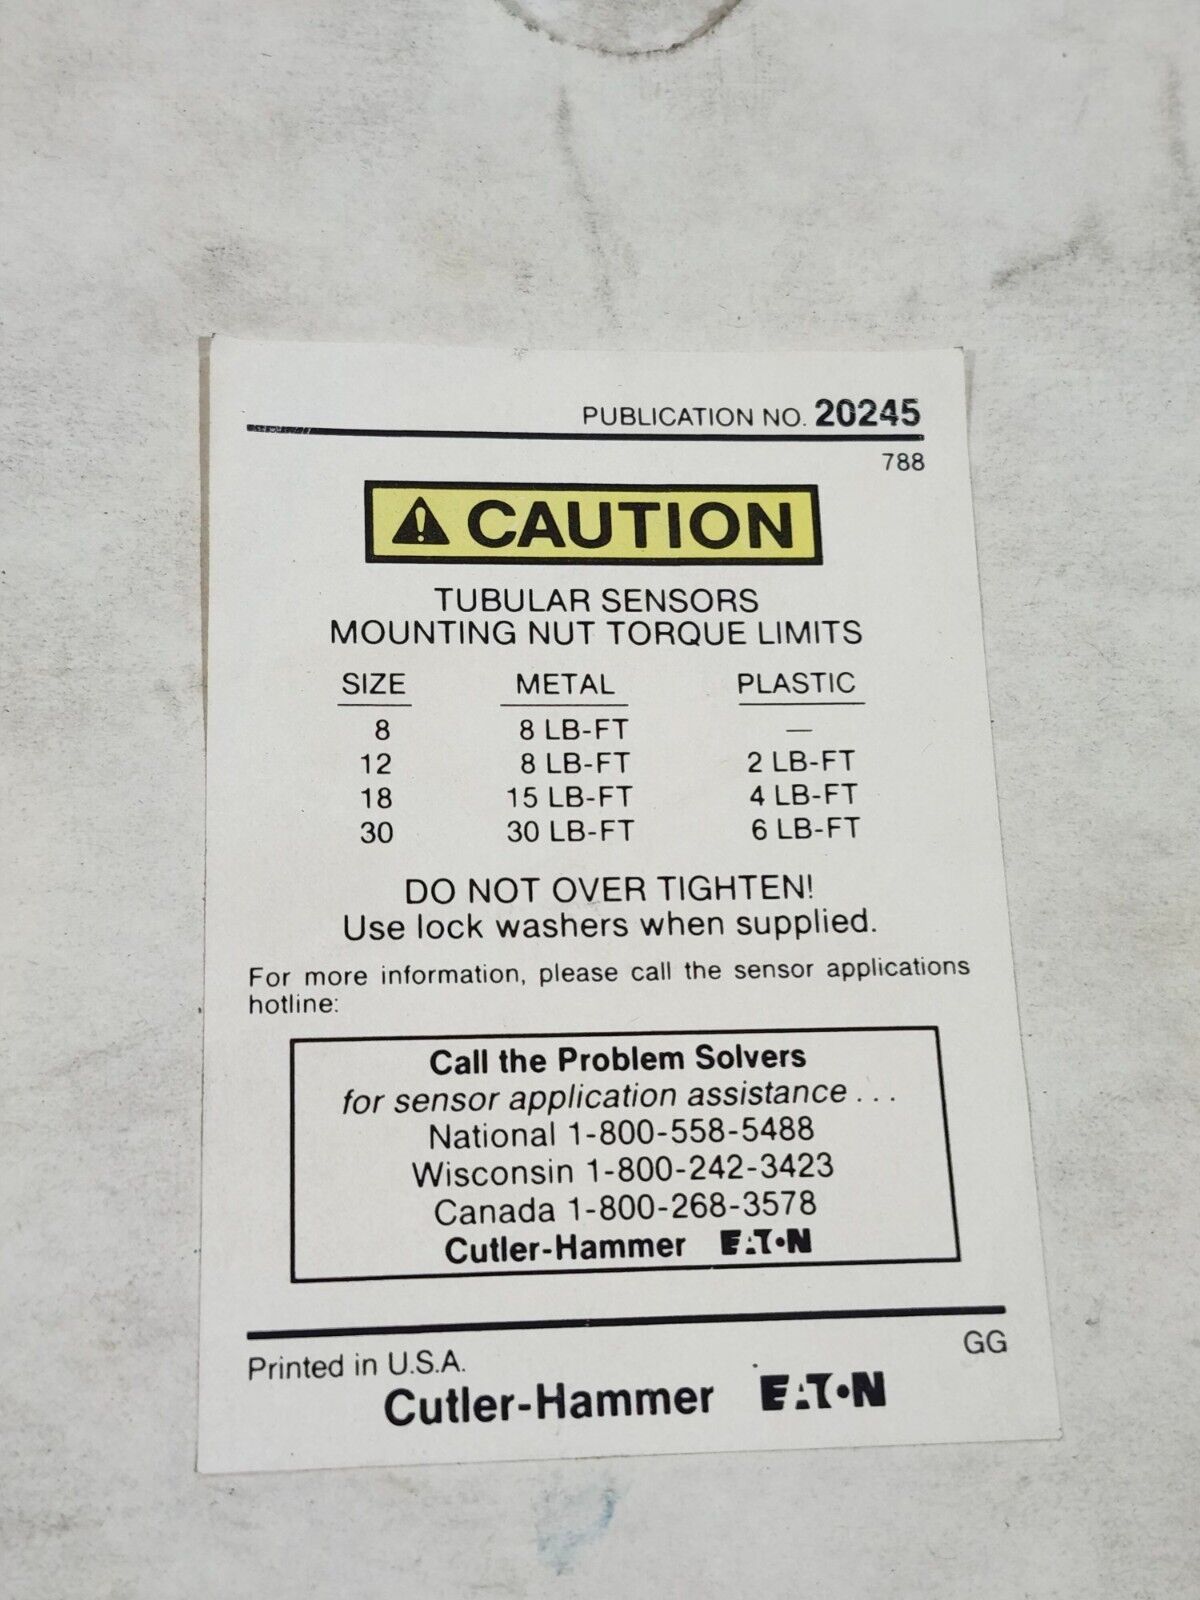 PUBLICATION NO. 20245
788
CAUTION
TUBULAR SENSORS
MOUNTING NUT TORQUE LIMITS
SIZE METAL PLASTIC
8 8 LB-FT —
12 8 LB-FT 2 LB-FT
18 15 LB-FT 4 LB-FT
30 30 LB-FT 6 LB-FT
DO NOT OVER TIGHTEN!
Use lock washers when supplied.
For more information, please call the sensor applications
hotline:
Call the Problem Solvers
for sensor application assistance . . .
National 1-800-558-5488
Wisconsin 1-800-242-3423
Canada 1-800-268-3578
Cutler-Hammer EATON
GG
Printed in U.S.A.
Cutler-Hammer EATON